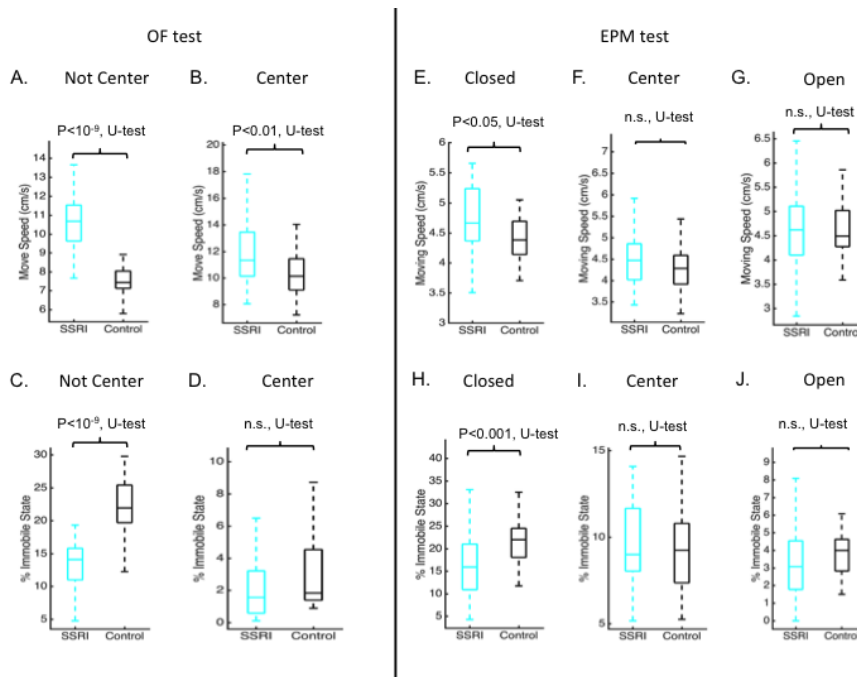 OF test
EPM test
A. Not Center
P<10-9, U-test
Move Speed (cm/s)
14
13
12
11
10
9
8
7
6
SSRI Control
B. Center
P<0.01, U-test
Move Speed (cm/s)
20
18
16
14
12
10
8
SSRI Control
E. Closed
P<0.05, U-test
Moving Speed (cm/s)
6
5.5
5
4.5
4
3.5
3
SSRI Control
F. Center
n.s., U-test
Moving Speed (cm/s)
7
6.5
6
5.5
5
4.5
4
3.5
SSRI Control
G. Open
n.s., U-test
Moving Speed (cm/s)
6.5
6
5.5
5
4.5
4
3.5
3
SSRI Control
C. Not Center
P<10-9, U-test
% Immobile State
30
25
20
15
10
5
SSRI Control
D. Center
n.s., U-test
% Immobile State
10
8
6
4
2
0
SSRI Control
H. Closed
P<0.001, U-test
% Immobile State
40
35
30
25
20
15
10
5
SSRI Control
I. Center
n.s., U-test
% Immobile State
15
10
5
SSRI Control
J. Open
n.s., U-test
% Immobile State
9
8
7
6
5
4
3
2
1
0
SSRI Control